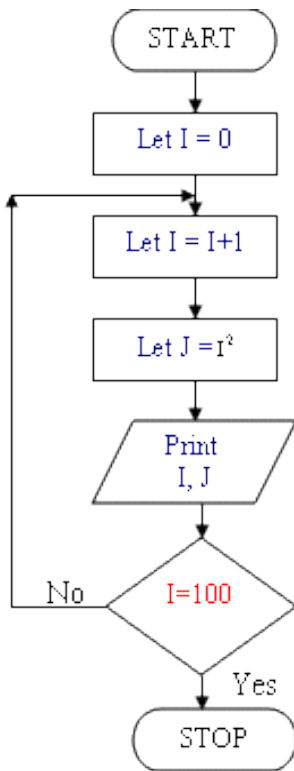 START
Let I = 0
Let I = I+1
Let J = I²
Print
I, J
I=100
No
Yes
STOP